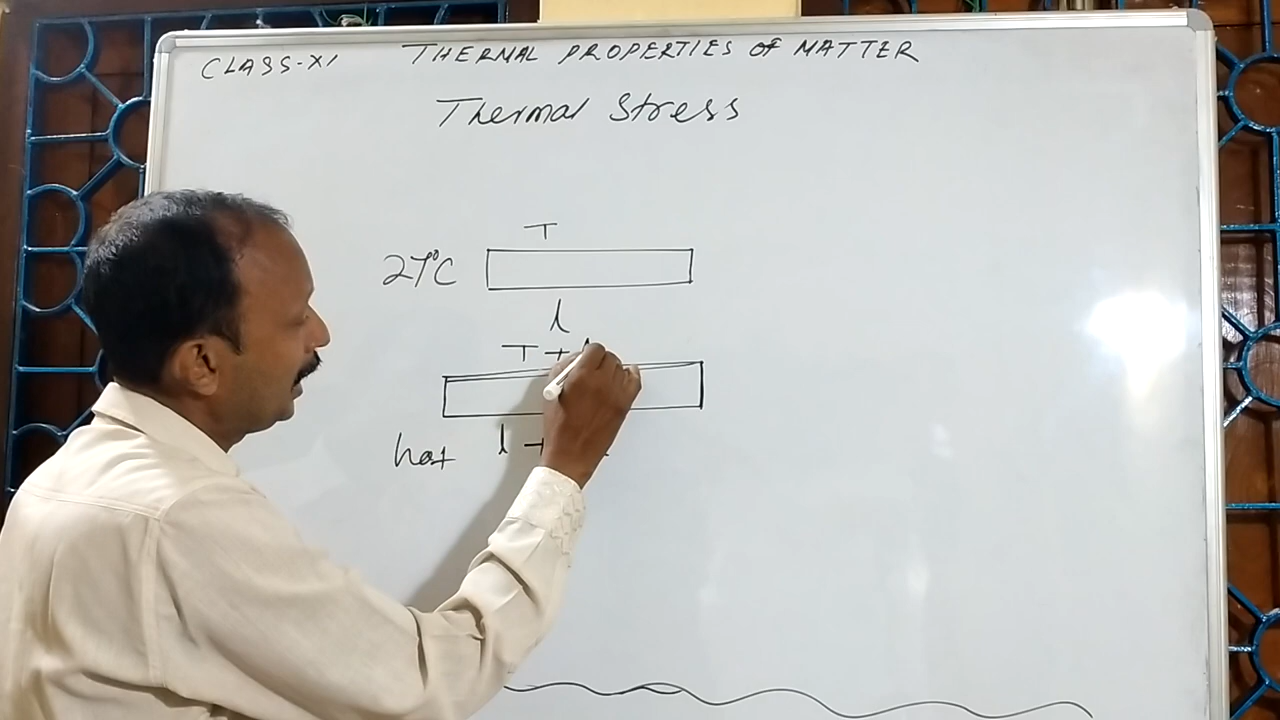 CLASS-XI THERMAL PROPERTIES OF MATTER
Thermal Stress
T
27°C
l
T +
hot l +